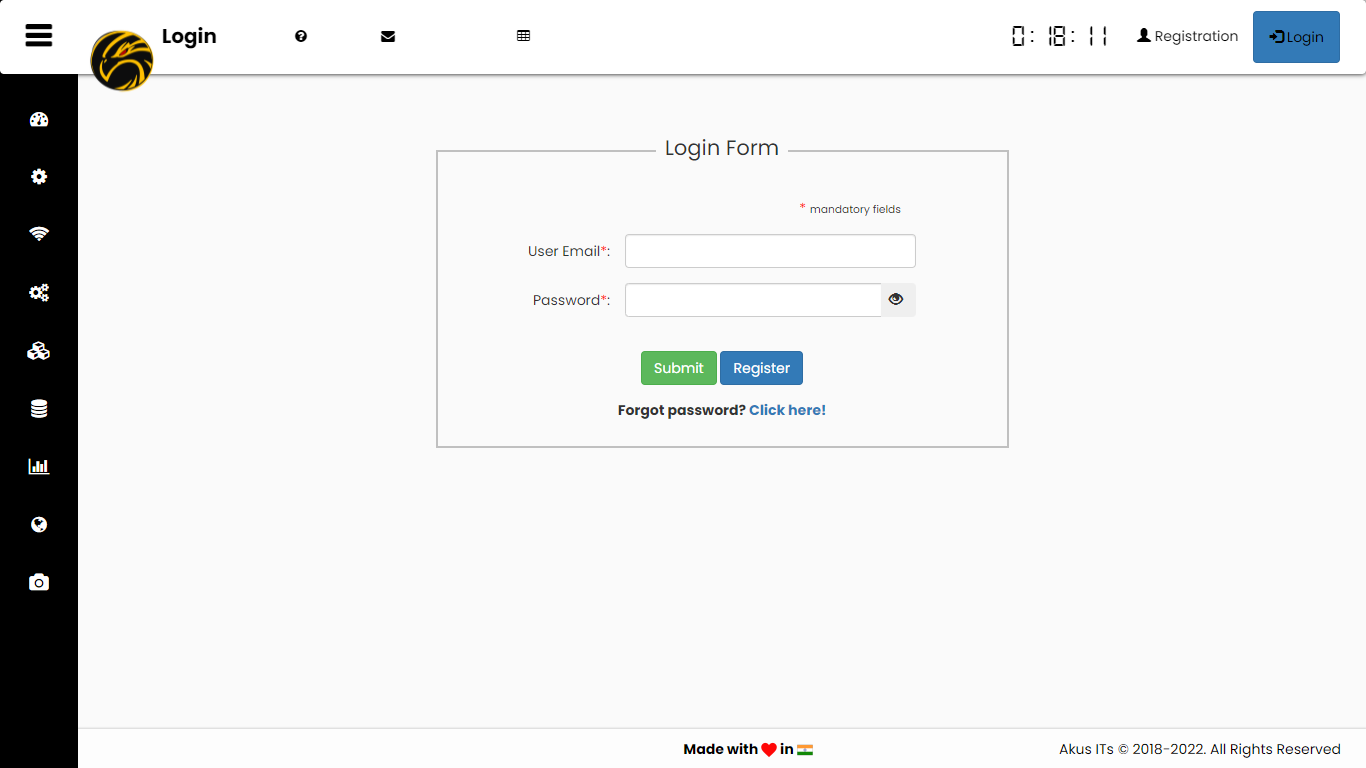 Login
0: 18: 11
Registration
Login
Login Form
* mandatory fields
User Email*:
Password*:
Submit
Register
Forgot password? Click here!
Made with in
Akus ITs © 2018-2022. All Rights Reserved